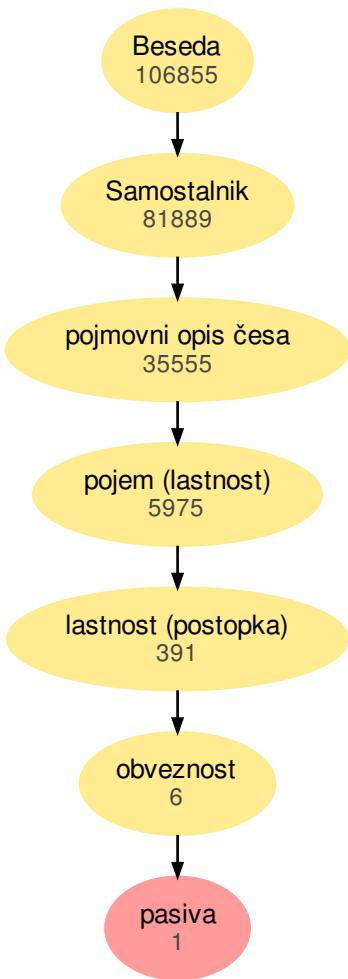 Beseda
106855
Samostalnik
81889
pojmovni opis česa
35555
pojem (lastnost)
5975
lastnost (postopka)
391
obveznost
6
pasiva
1